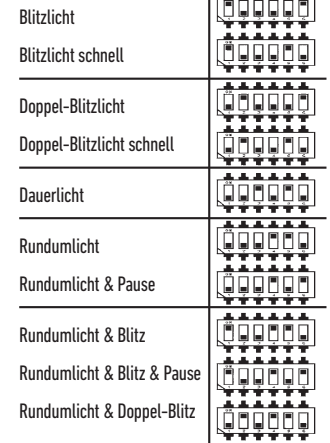 Blitzlicht
Blitzlicht schnell
Doppel-Blitzlicht
Doppel-Blitzlicht schnell
Dauerlicht
Rundumlicht
Rundumlicht & Pause
Rundumlicht & Blitz
Rundumlicht & Blitz & Pause
Rundumlicht & Doppel-Blitz